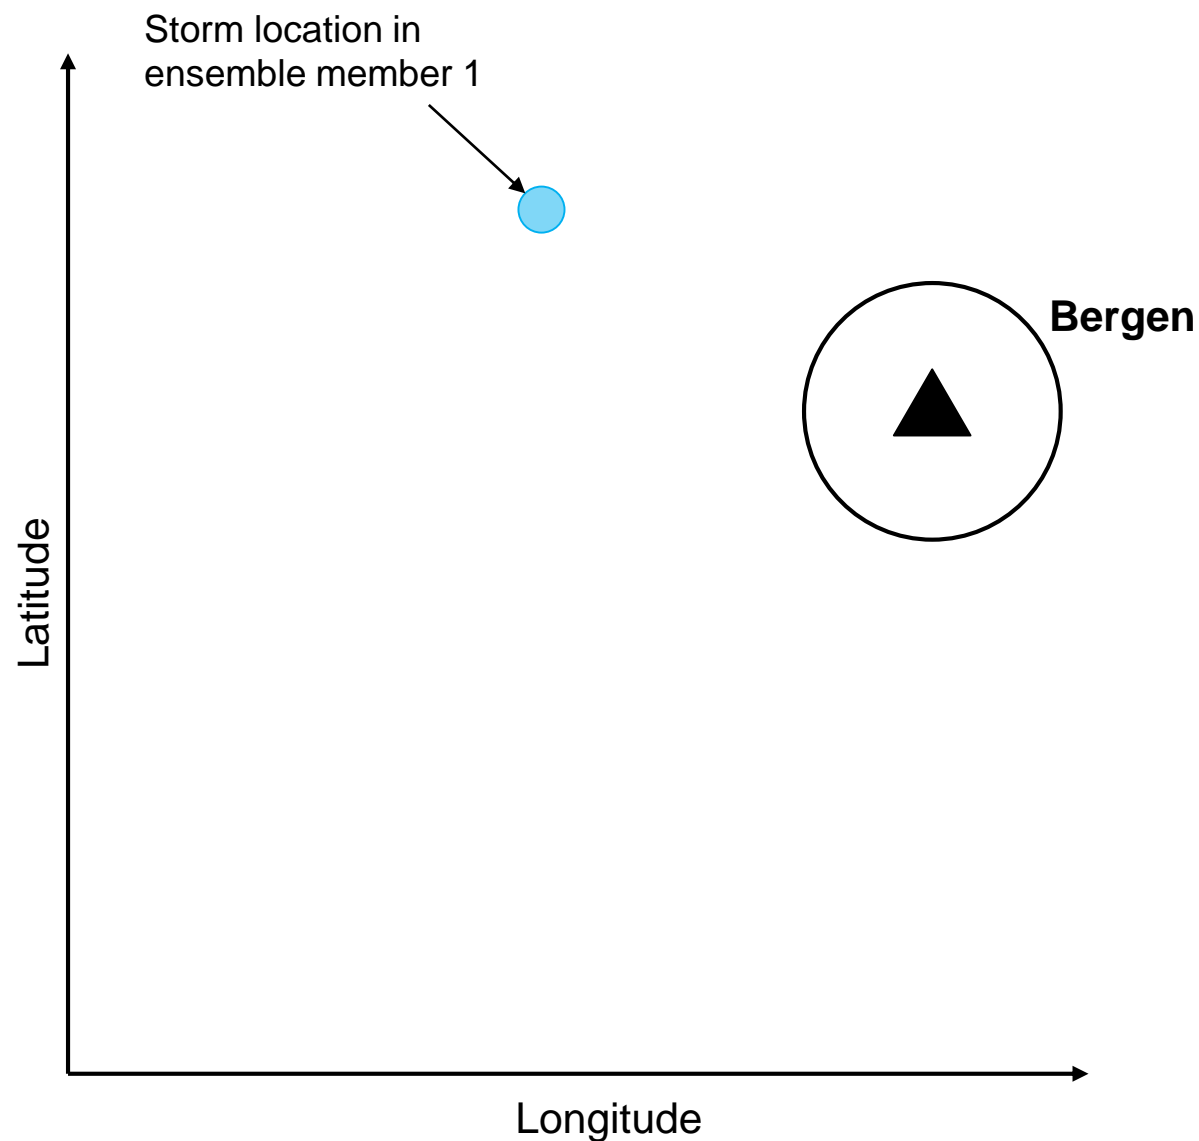 Storm location in
ensemble member 1
Bergen
Latitude
Longitude